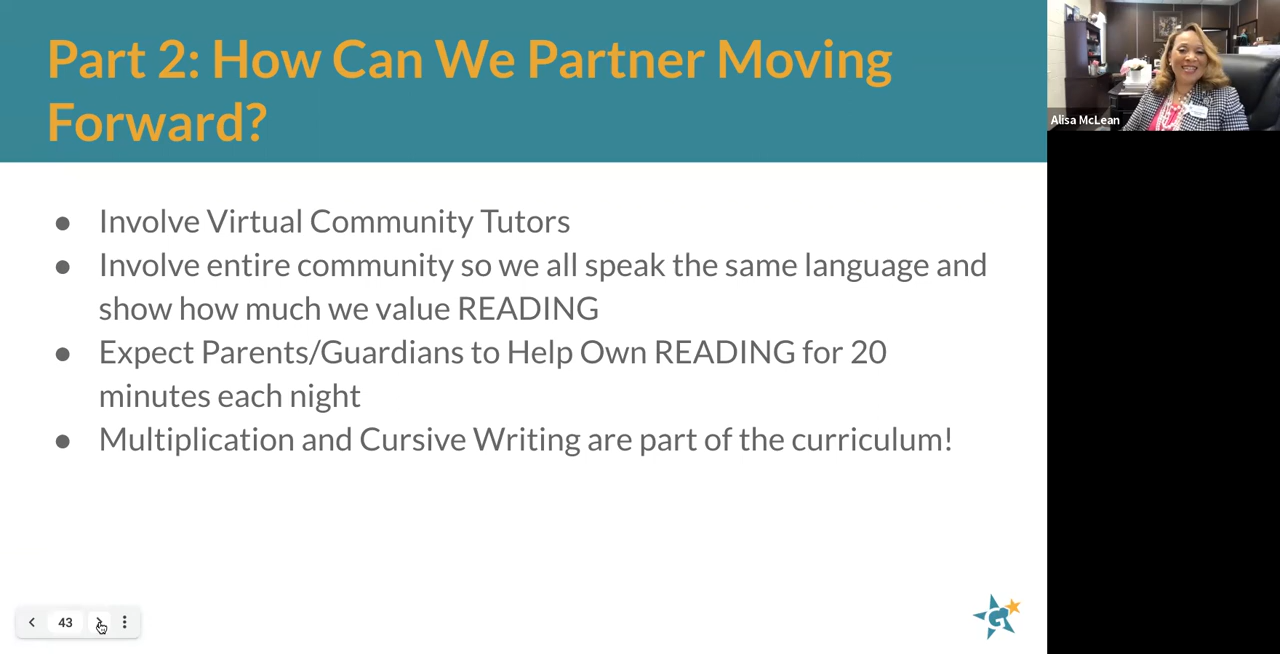 Part 2: How Can We Partner Moving
Forward?
Alisa McLean
● Involve Virtual Community Tutors
● Involve entire community so we all speak the same language and
show how much we value READING
● Expect Parents/Guardians to Help Own READING for 20
minutes each night
● Multiplication and Cursive Writing are part of the curriculum!
43
G